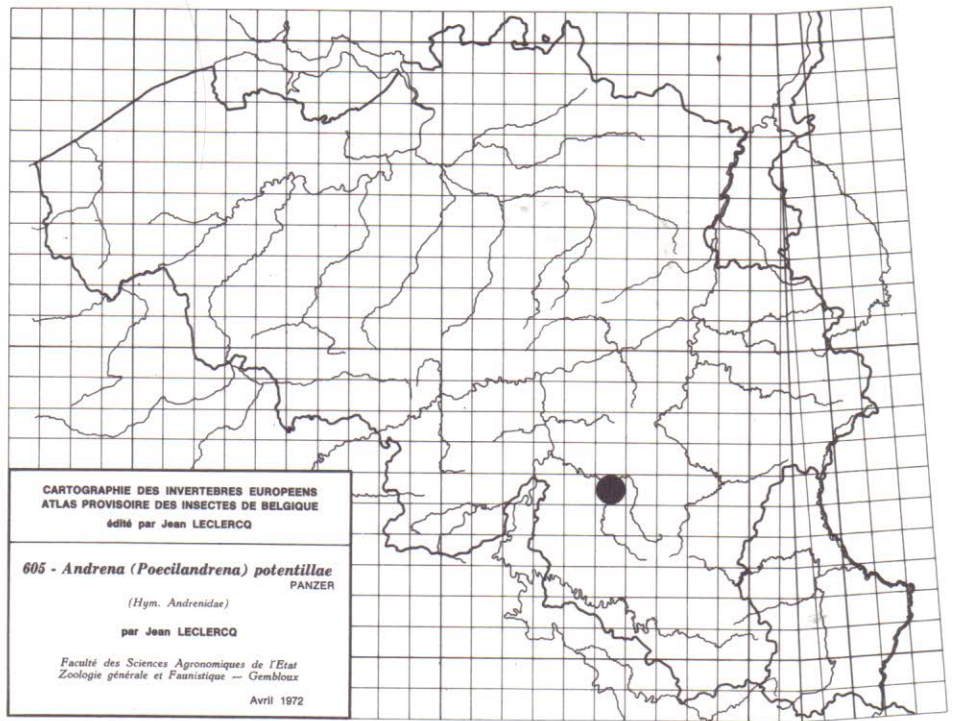 CARTOGRAPHIE DES INVERTEBRES EUROPEENS
ATLAS PROVISOIRE DES INSECTES DE BELGIQUE
édité par Jean LECLERCQ
605 - Andrena (Poecilandrena) potentillae
PANZER
(Hym. Andrenidae)
par Jean LECLERCQ
Faculté des Sciences Agronomiques de l'Etat
Zoologie générale et Faunistique — Gembloux
Avril 1972